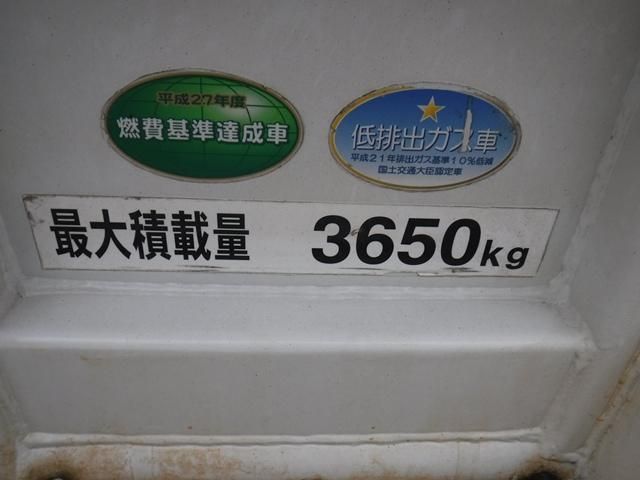 平成27年度
燃費基準達成車
低排出ガス車
平成21年排出ガス基準10%低減
国土交通大臣認定車
最大積載量 3650kg